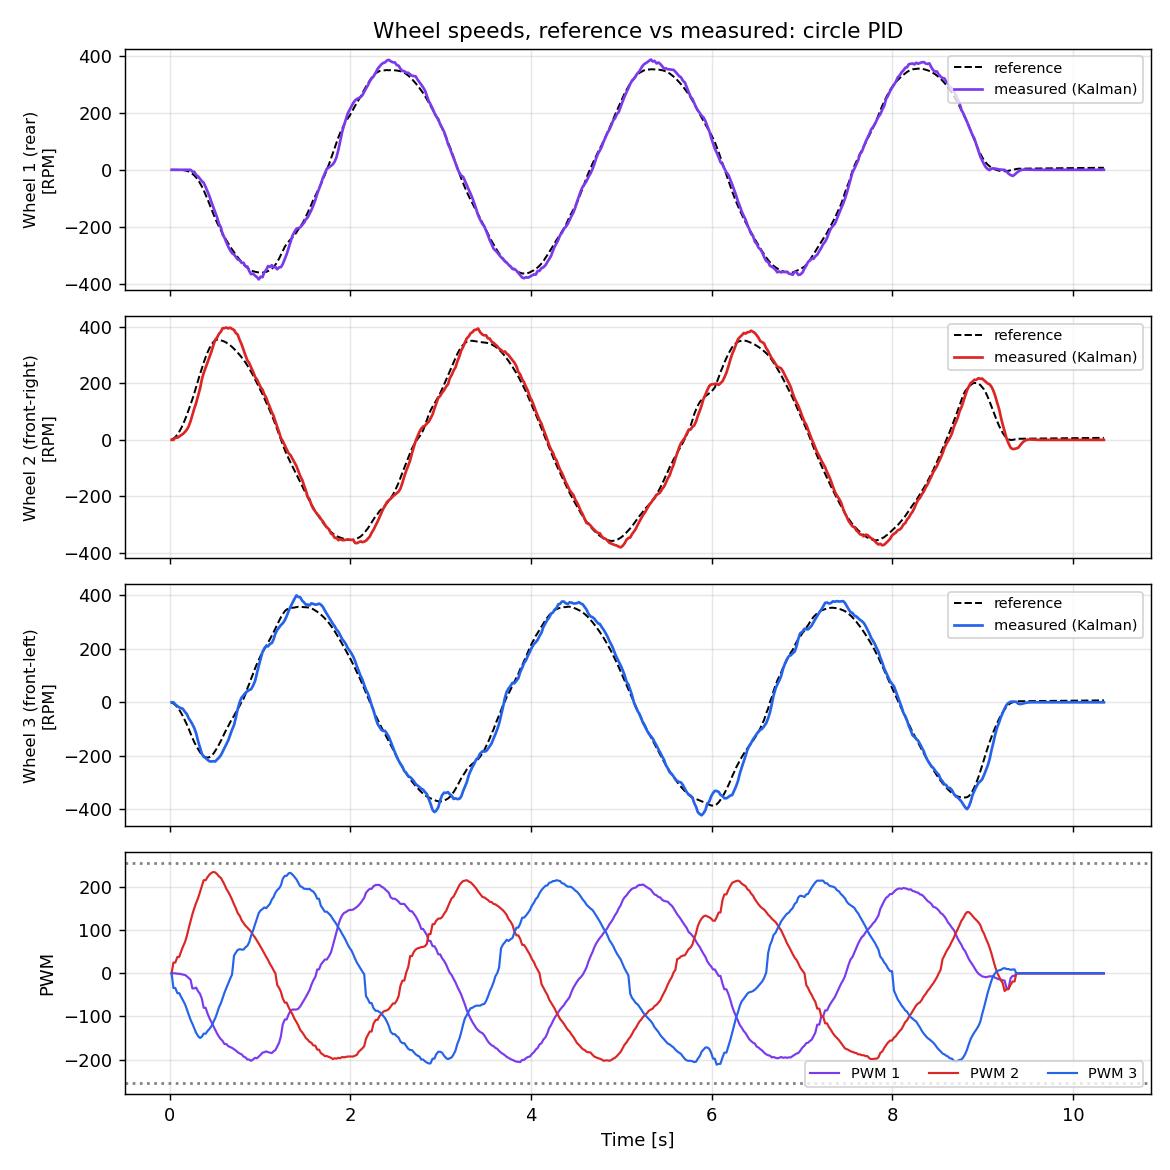 Wheel speeds, reference vs measured: circle PID
Wheel 1 (rear)
[RPM]
400
200
0
−200
−400
reference
measured (Kalman)
Wheel 2 (front-right)
[RPM]
400
200
0
−200
−400
reference
measured (Kalman)
Wheel 3 (front-left)
[RPM]
400
200
0
−200
−400
reference
measured (Kalman)
PWM
200
100
0
−100
−200
PWM 1 PWM 2 PWM 3
0 2 4 6 8 10
Time [s]